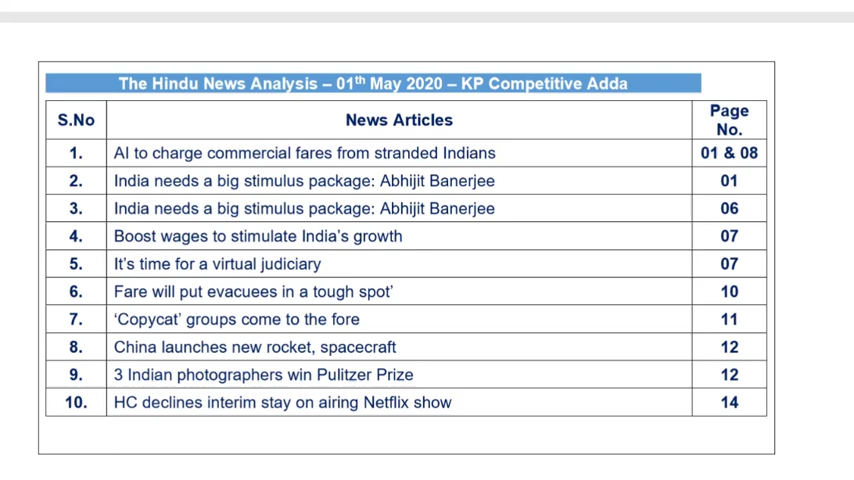 The Hindu News Analysis – 01th May 2020 – KP Competitive Adda
S.No News Articles Page No.
1. AI to charge commercial fares from stranded Indians 01 & 08
2. India needs a big stimulus package: Abhijit Banerjee 01
3. India needs a big stimulus package: Abhijit Banerjee 06
4. Boost wages to stimulate India's growth 07
5. It's time for a virtual judiciary 07
6. Fare will put evacuees in a tough spot' 10
7. 'Copycat' groups come to the fore 11
8. China launches new rocket, spacecraft 12
9. 3 Indian photographers win Pulitzer Prize 12
10. HC declines interim stay on airing Netflix show 14